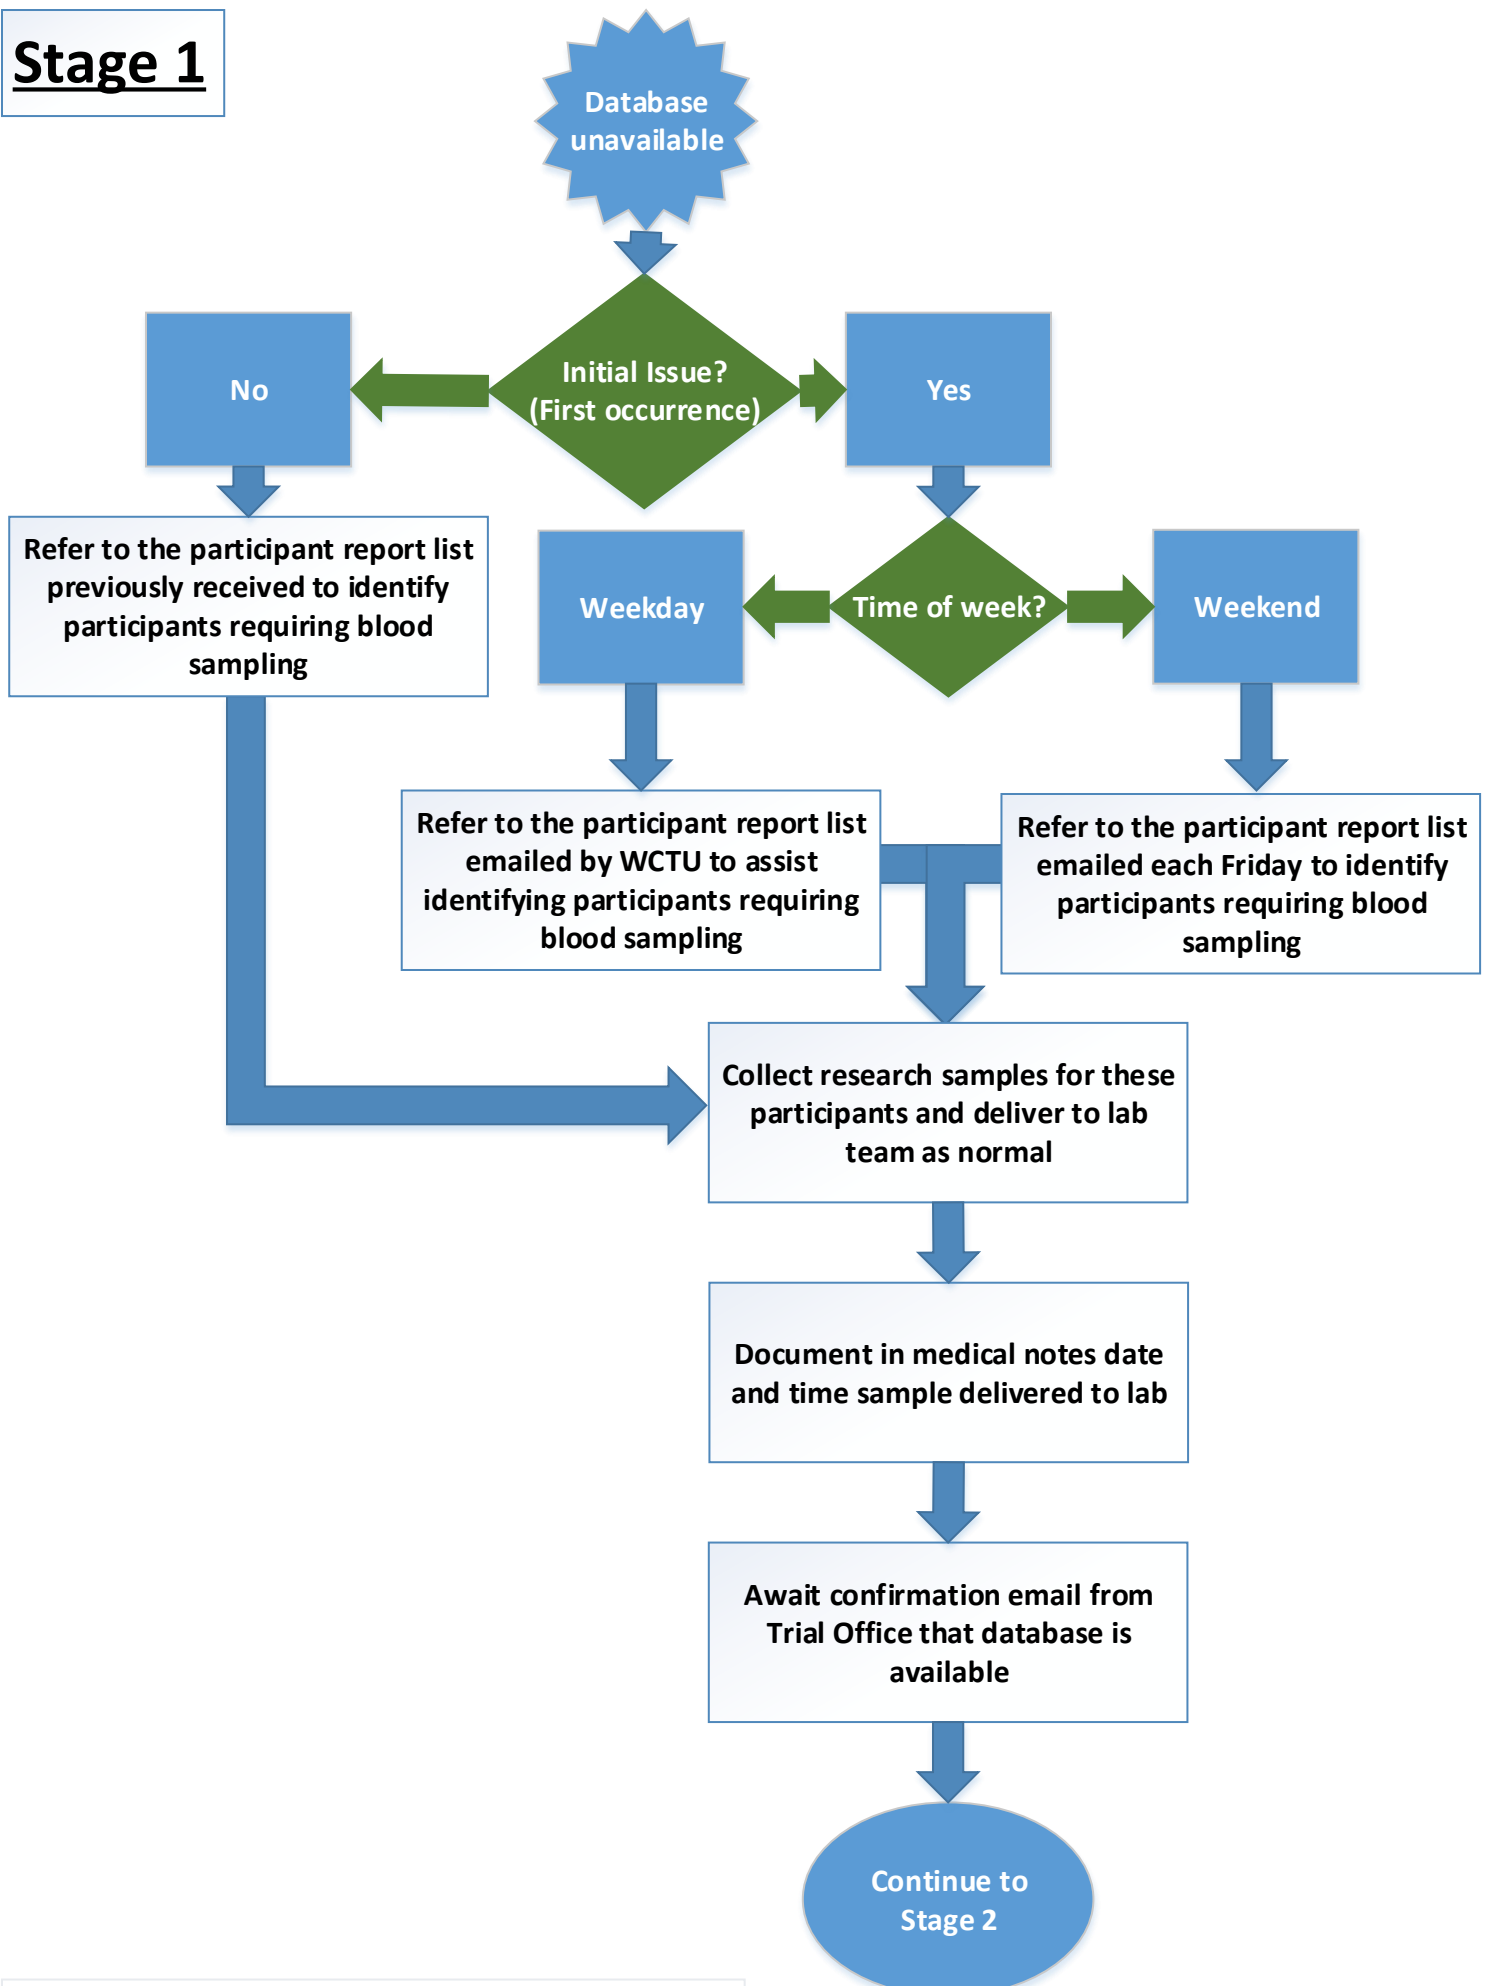 Stage 1
Database
unavailable
Initial Issue?
(First occurrence)
No
Yes
Refer to the participant report list
previously received to identify
participants requiring blood
sampling
Time of week?
Weekday
Weekend
Refer to the participant report list
emailed by WCTU to assist
identifying participants requiring
blood sampling
Refer to the participant report list
emailed each Friday to identify
participants requiring blood
sampling
Collect research samples for these
participants and deliver to lab
team as normal
Document in medical notes date
and time sample delivered to lab
Await confirmation email from
Trial Office that database is
available
Continue to
Stage 2